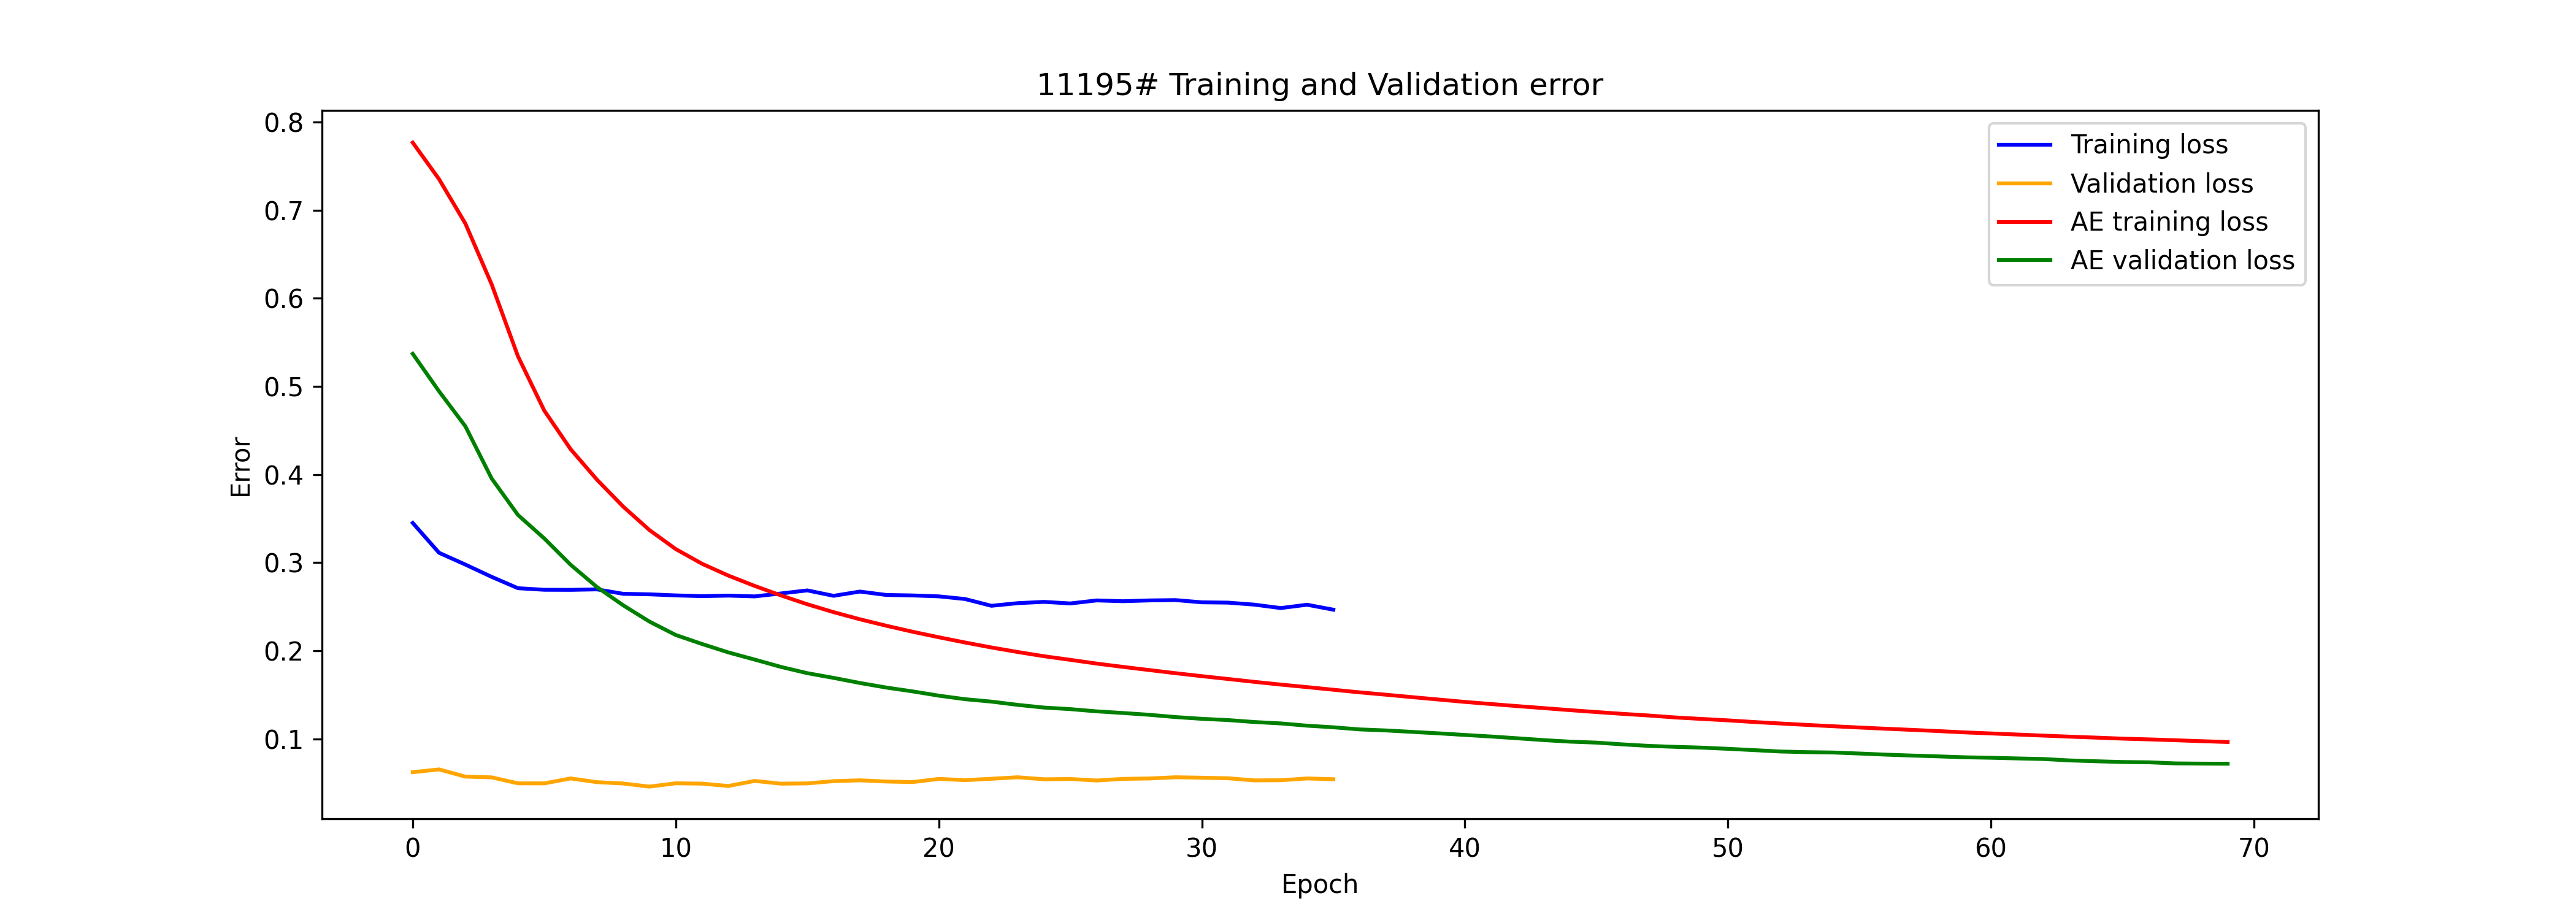 11195# Training and Validation error
0.8
0.7
0.6
0.5
0.4
0.3
0.2
0.1
Error
Training loss
Validation loss
AE training loss
AE validation loss
0 10 20 30 40 50 60 70
Epoch